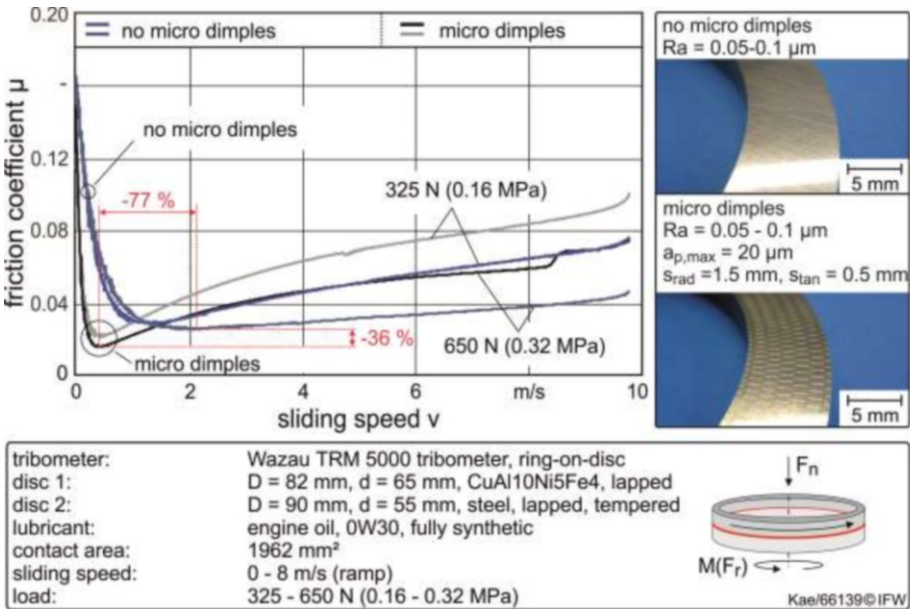 0.20
no micro dimples
micro dimples
-
0.12
0.08
0.04
0
friction coefficient µ
no micro dimples
-77 %
325 N (0.16 MPa)
-36 %
650 N (0.32 MPa)
micro dimples
0 2 4 6 m/s 10
sliding speed v
no micro dimples
Ra = 0.05-0.1 µm
5 mm
micro dimples
Ra = 0.05 - 0.1 µm
ap,max = 20 µm
srad =1.5 mm, stan = 0.5 mm
5 mm
tribometer: Wazau TRM 5000 tribometer, ring-on-disc
disc 1: D = 82 mm, d = 65 mm, CuAl10Ni5Fe4, lapped
disc 2: D = 90 mm, d = 55 mm, steel, lapped, tempered
lubricant: engine oil, 0W30, fully synthetic
contact area: 1962 mm²
sliding speed: 0 - 8 m/s (ramp)
load: 325 - 650 N (0.16 - 0.32 MPa)
Fn
M(Fr)
Kae/66139©IFW